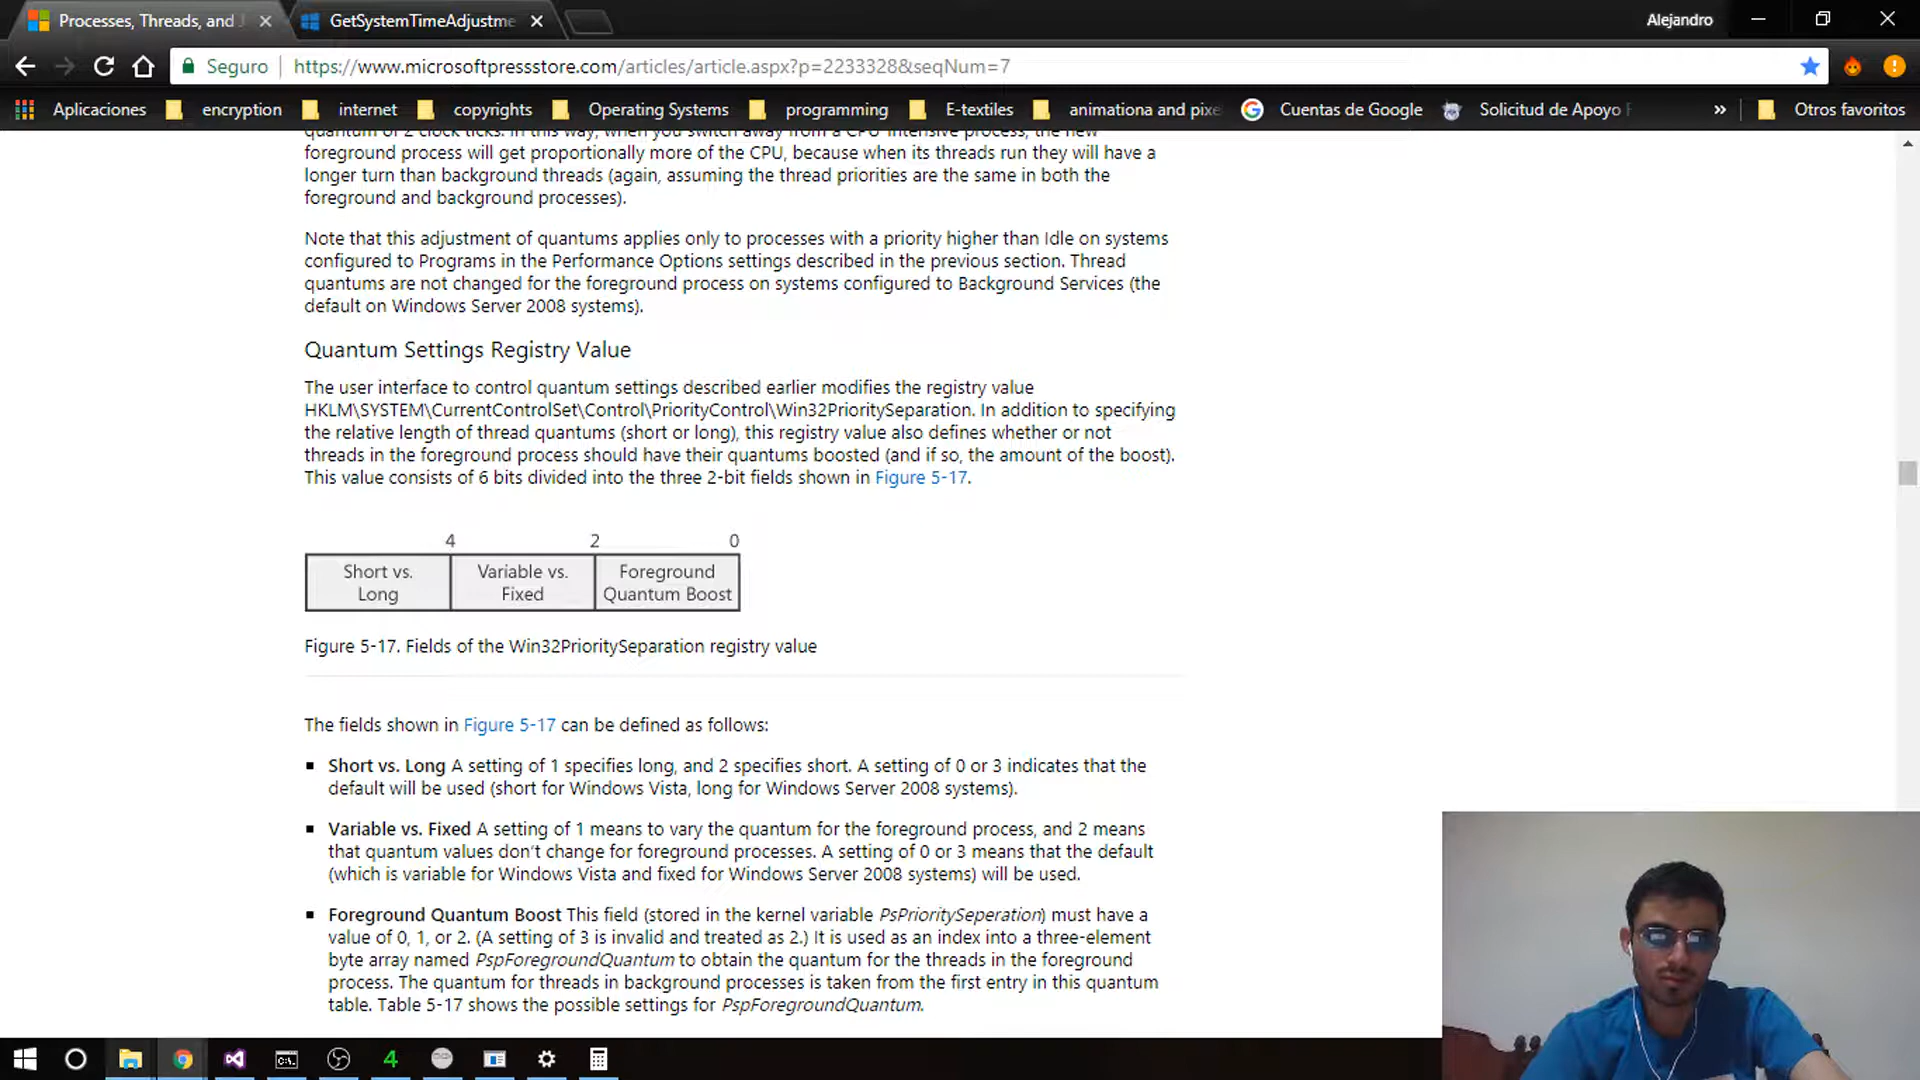 Processes, Threads, and J
GetSystemTimeAdjustme
Alejandro
Seguro
https://www.microsoftpressstore.com/articles/article.aspx?p=2233328&seqNum=7
Aplicaciones
encryption
internet
copyrights
Operating Systems
programming
E-textiles
animationa and pixe
Cuentas de Google
Solicitud de Apoyo
»
Otros favoritos
quantum of 2 clock ticks. In this way, when you switch away from a CPU-intensive process, the new
foreground process will get proportionally more of the CPU, because when its threads run they will have a
longer turn than background threads (again, assuming the thread priorities are the same in both the
foreground and background processes).
Note that this adjustment of quantums applies only to processes with a priority higher than Idle on systems
configured to Programs in the Performance Options settings described in the previous section. Thread
quantums are not changed for the foreground process on systems configured to Background Services (the
default on Windows Server 2008 systems).
Quantum Settings Registry Value
The user interface to control quantum settings described earlier modifies the registry value
HKLM\SYSTEM\CurrentControlSet\Control\PriorityControl\Win32PrioritySeparation. In addition to specifying
the relative length of thread quantums (short or long), this registry value also defines whether or not
threads in the foreground process should have their quantums boosted (and if so, the amount of the boost).
This value consists of 6 bits divided into the three 2-bit fields shown in Figure 5-17.
4 2 0
Short vs. Long
Variable vs. Fixed
Foreground Quantum Boost
Figure 5-17. Fields of the Win32PrioritySeparation registry value
The fields shown in Figure 5-17 can be defined as follows:
▪ Short vs. Long A setting of 1 specifies long, and 2 specifies short. A setting of 0 or 3 indicates that the
default will be used (short for Windows Vista, long for Windows Server 2008 systems).
▪ Variable vs. Fixed A setting of 1 means to vary the quantum for the foreground process, and 2 means
that quantum values don't change for foreground processes. A setting of 0 or 3 means that the default
(which is variable for Windows Vista and fixed for Windows Server 2008 systems) will be used.
▪ Foreground Quantum Boost This field (stored in the kernel variable PsPrioritySeperation) must have a
value of 0, 1, or 2. (A setting of 3 is invalid and treated as 2.) It is used as an index into a three-element
byte array named PspForegroundQuantum to obtain the quantum for the threads in the foreground
process. The quantum for threads in background processes is taken from the first entry in this quantum
table. Table 5-17 shows the possible settings for PspForegroundQuantum.
C:\
4